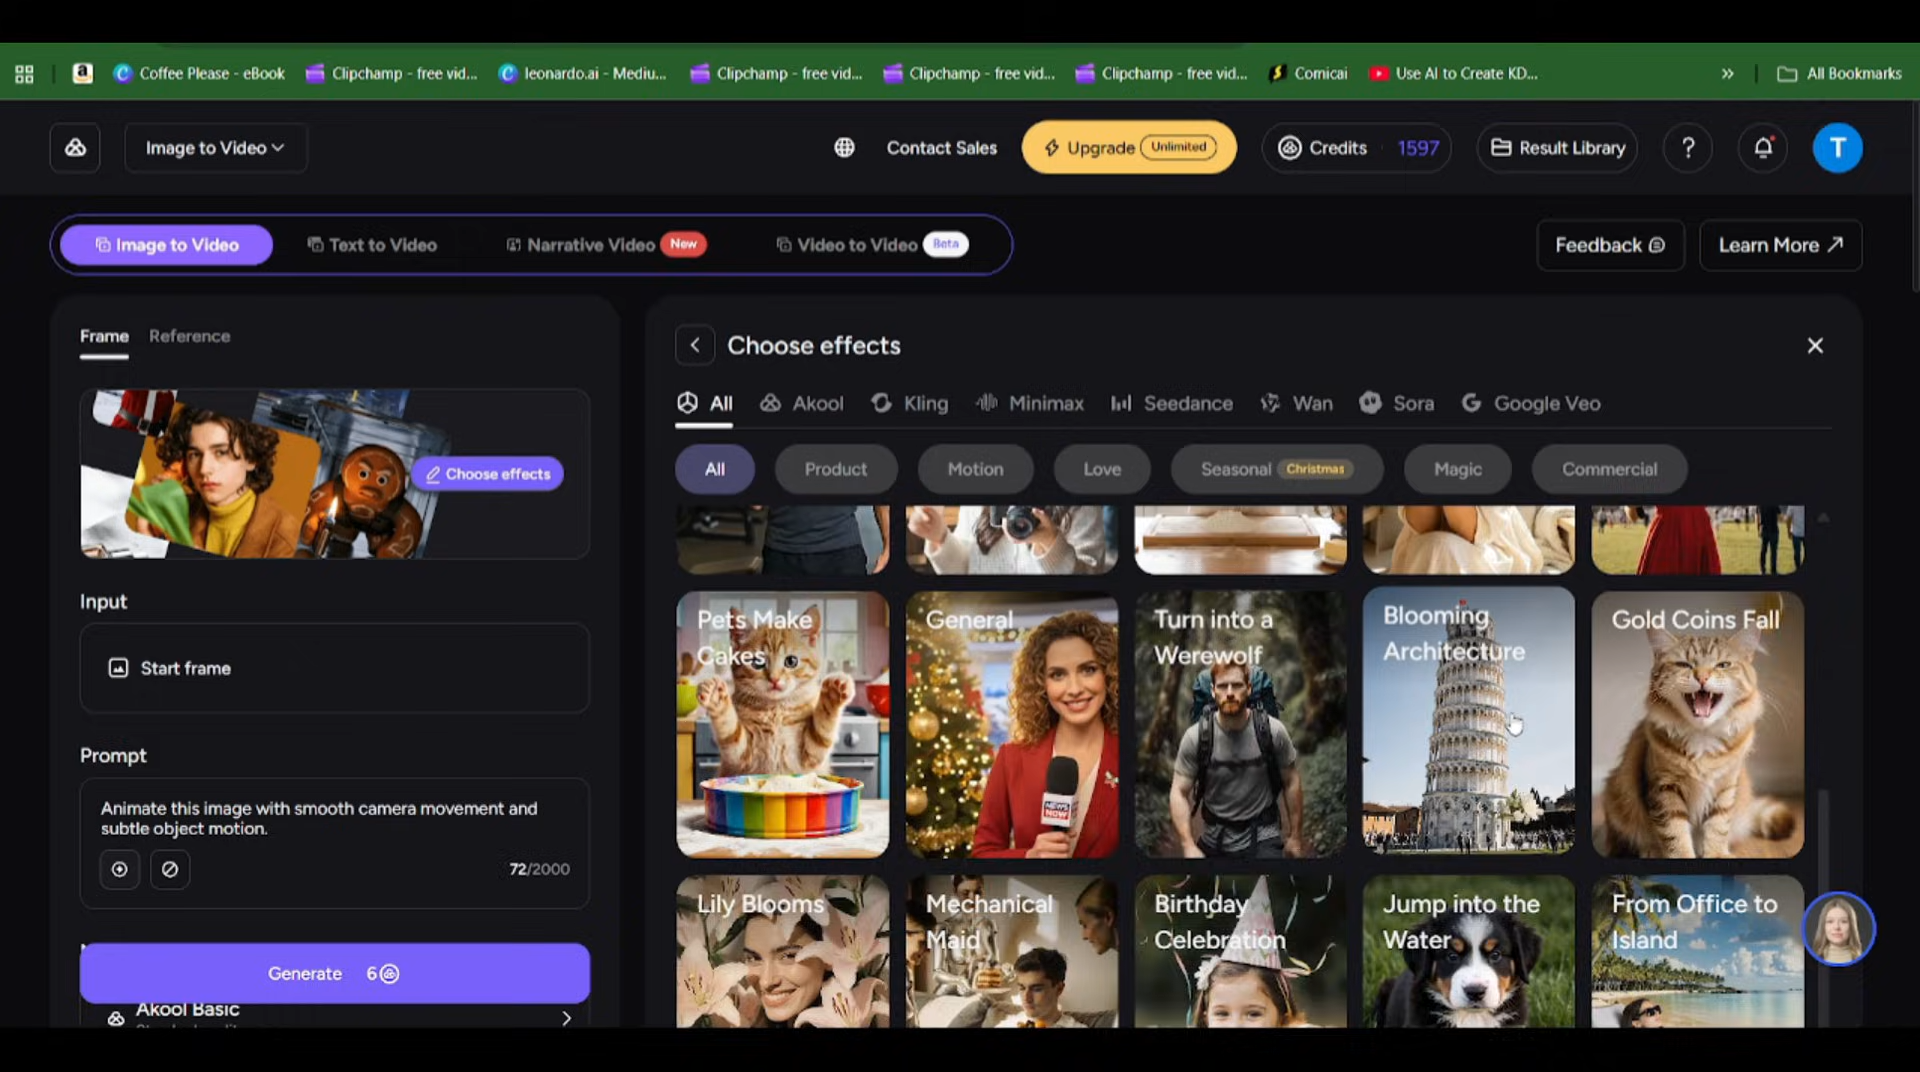 Coffee Please - eBook
Clipchamp - free vid...
leonardo.ai - Mediu...
Clipchamp - free vid...
Clipchamp - free vid...
Clipchamp - free vid...
Comicai
Use AI to Create KD...
»
All Bookmarks
Image to Video
Contact Sales
Upgrade Unlimited
Credits 1597
Result Library
?
T
Image to Video
Text to Video
Narrative Video New
Video to Video Beta
Feedback
Learn More
Frame
Reference
Choose effects
Input
Start frame
Prompt
Animate this image with smooth camera movement and
subtle object motion.
72/2000
Generate 6
Akool Basic
Choose effects
All
Akool
Kling
Minimax
Seedance
Wan
Sora
Google Veo
All
Product
Motion
Love
Seasonal Christmas
Magic
Commercial
Pets Make
Cakes
General
NEWS
NOW
Turn into a
Werewolf
Blooming
Architecture
Gold Coins Fall
Lily Blooms
Mechanical
Maid
Birthday
Celebration
Jump into the
Water
From Office to
Island